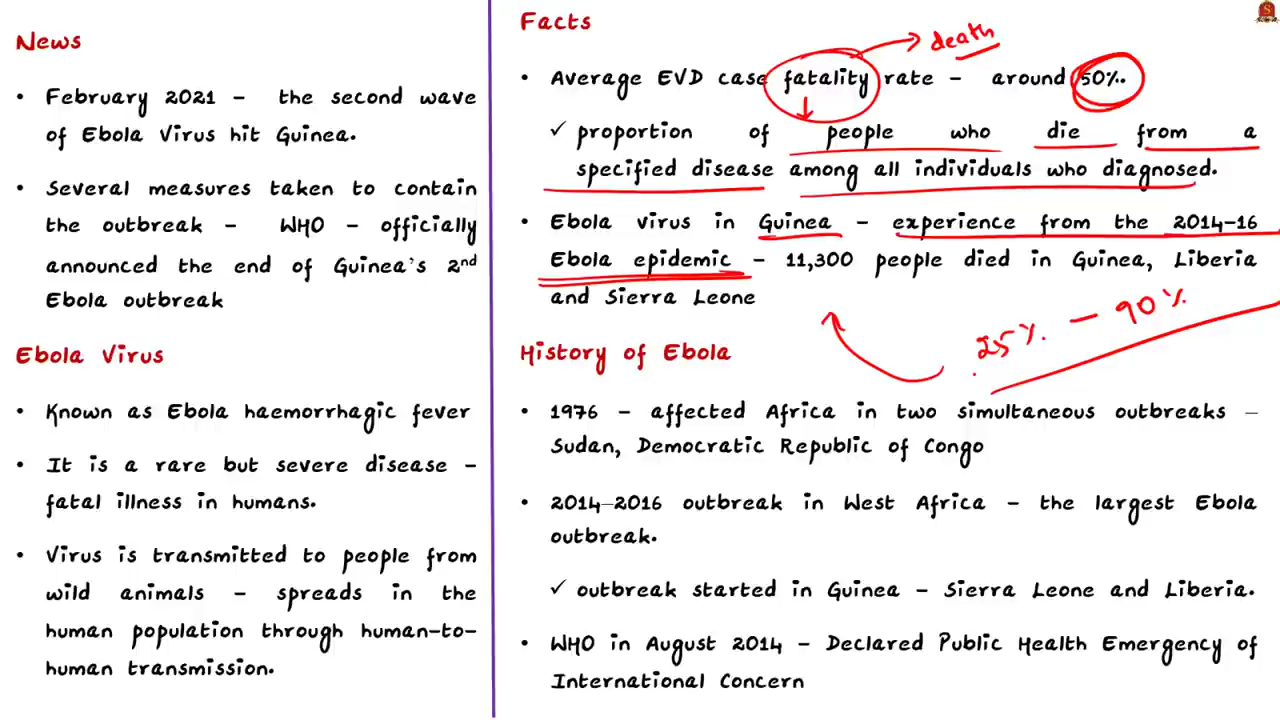 News
• February 2021 – the second wave
of Ebola Virus hit Guinea.
• Several measures taken to contain
the outbreak – WHO – officially
announced the end of Guinea's 2nd
Ebola outbreak
Ebola Virus
• Known as Ebola haemorrhagic fever
• It is a rare but severe disease –
fatal illness in humans.
• Virus is transmitted to people from
wild animals – spreads in the
human population through human-to-
human transmission.
Facts
death
• Average EVD case fatality rate – around 50%.
✓ proportion of people who die from a
specified disease among all individuals who diagnosed.
• Ebola virus in Guinea – experience from the 2014-16
Ebola epidemic – 11,300 people died in Guinea, Liberia
and Sierra Leone
25% – 90%
History of Ebola
• 1976 – affected Africa in two simultaneous outbreaks –
Sudan, Democratic Republic of Congo
• 2014–2016 outbreak in West Africa – the largest Ebola
outbreak.
✓ outbreak started in Guinea – Sierra Leone and Liberia.
• WHO in August 2014 – Declared Public Health Emergency of
International Concern